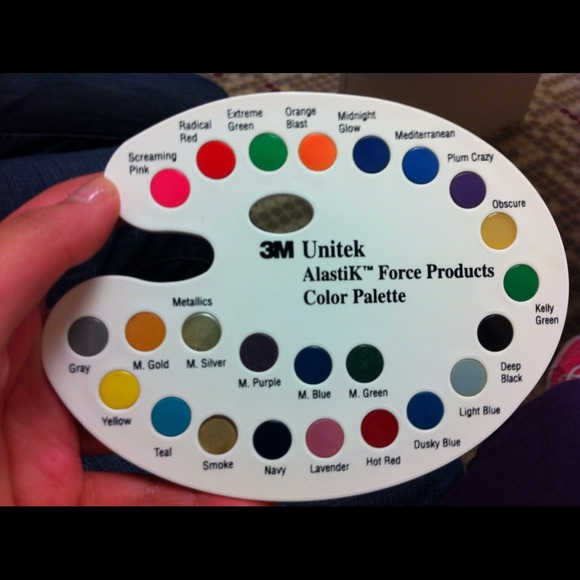 Screaming
Pink
Radical
Red
Extreme
Green
Orange
Blast
Midnight
Glow
Mediterranean
Plum Crazy
Obscure
Kelly
Green
Deep
Black
Light Blue
Dusky Blue
Hot Red
Lavender
Navy
Smoke
Teal
Yellow
Gray
3M Unitek
AlastiK™ Force Products
Color Palette
Metallics
M. Gold
M. Silver
M. Purple
M. Blue
M. Green